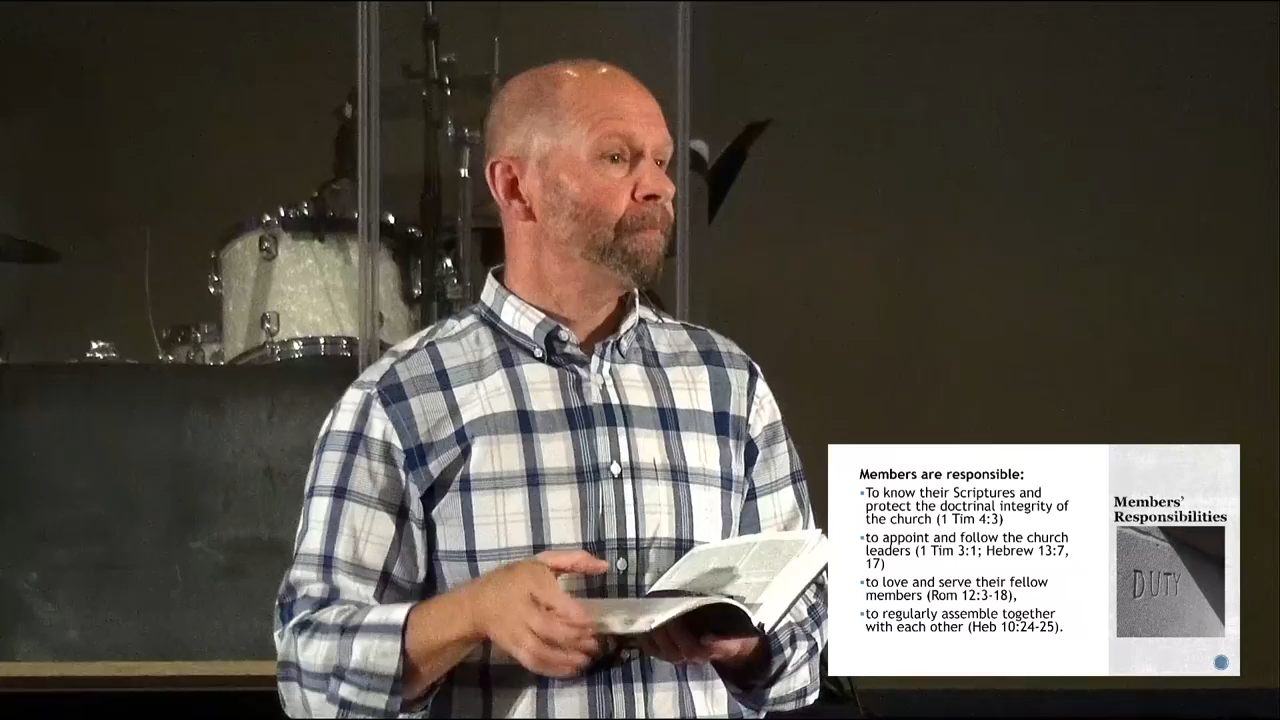 Members are responsible:
▪To know their Scriptures and
protect the doctrinal integrity of
the church (1 Tim 4:3)
▪to appoint and follow the church
leaders (1 Tim 3:1; Hebrew 13:7,
17)
▪to love and serve their fellow
members (Rom 12:3-18),
▪to regularly assemble together
with each other (Heb 10:24-25).
Members'
Responsibilities
DUTY